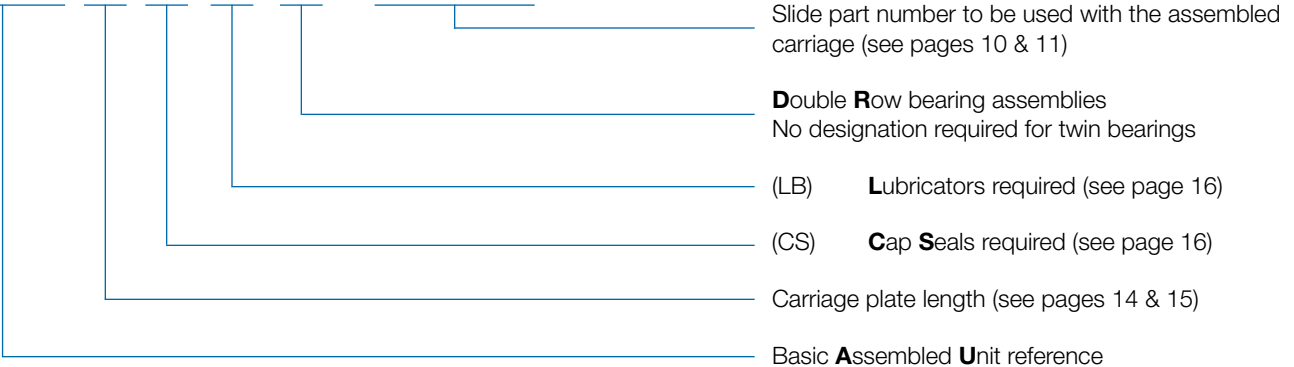 Slide part number to be used with the assembled
carriage (see pages 10 & 11)
Double Row bearing assemblies
No designation required for twin bearings
(LB) Lubricators required (see page 16)
(CS) Cap Seals required (see page 16)
Carriage plate length (see pages 14 & 15)
Basic Assembled Unit reference